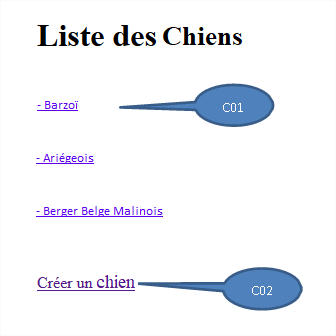 Liste des Chiens
- Barzoï
C01
- Ariégeois
- Berger Belge Malinois
Créer un chien
C02